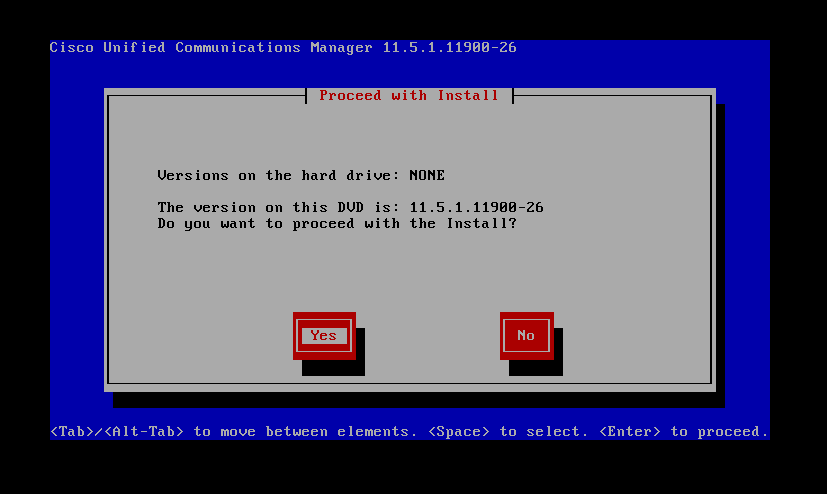 Cisco Unified Communications Manager 11.5.1.11900-26
Proceed with Install
Versions on the hard drive: NONE
The version on this DVD is: 11.5.1.11900-26
Do you want to proceed with the Install?
Yes No
<Tab>/<Alt-Tab> to move between elements. <Space> to select. <Enter> to proceed.